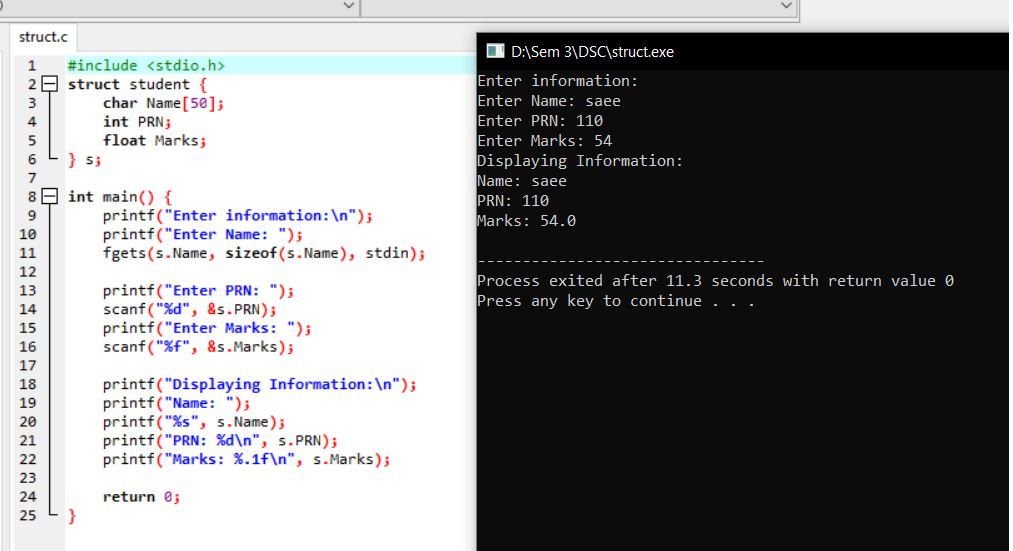 struct.c
1 #include <stdio.h>
2 struct student {
3     char Name[50];
4     int PRN;
5     float Marks;
6 } s;
7
8 int main() {
9     printf("Enter information:\n");
10     printf("Enter Name: ");
11     fgets(s.Name, sizeof(s.Name), stdin);
12
13     printf("Enter PRN: ");
14     scanf("%d", &s.PRN);
15     printf("Enter Marks: ");
16     scanf("%f", &s.Marks);
17
18     printf("Displaying Information:\n");
19     printf("Name: ");
20     printf("%s", s.Name);
21     printf("PRN: %d\n", s.PRN);
22     printf("Marks: %.1f\n", s.Marks);
23
24     return 0;
25 }
D:\Sem 3\DSC\struct.exe
Enter information:
Enter Name: saee
Enter PRN: 110
Enter Marks: 54
Displaying Information:
Name: saee
PRN: 110
Marks: 54.0
--------------------------------
Process exited after 11.3 seconds with return value 0
Press any key to continue . . .